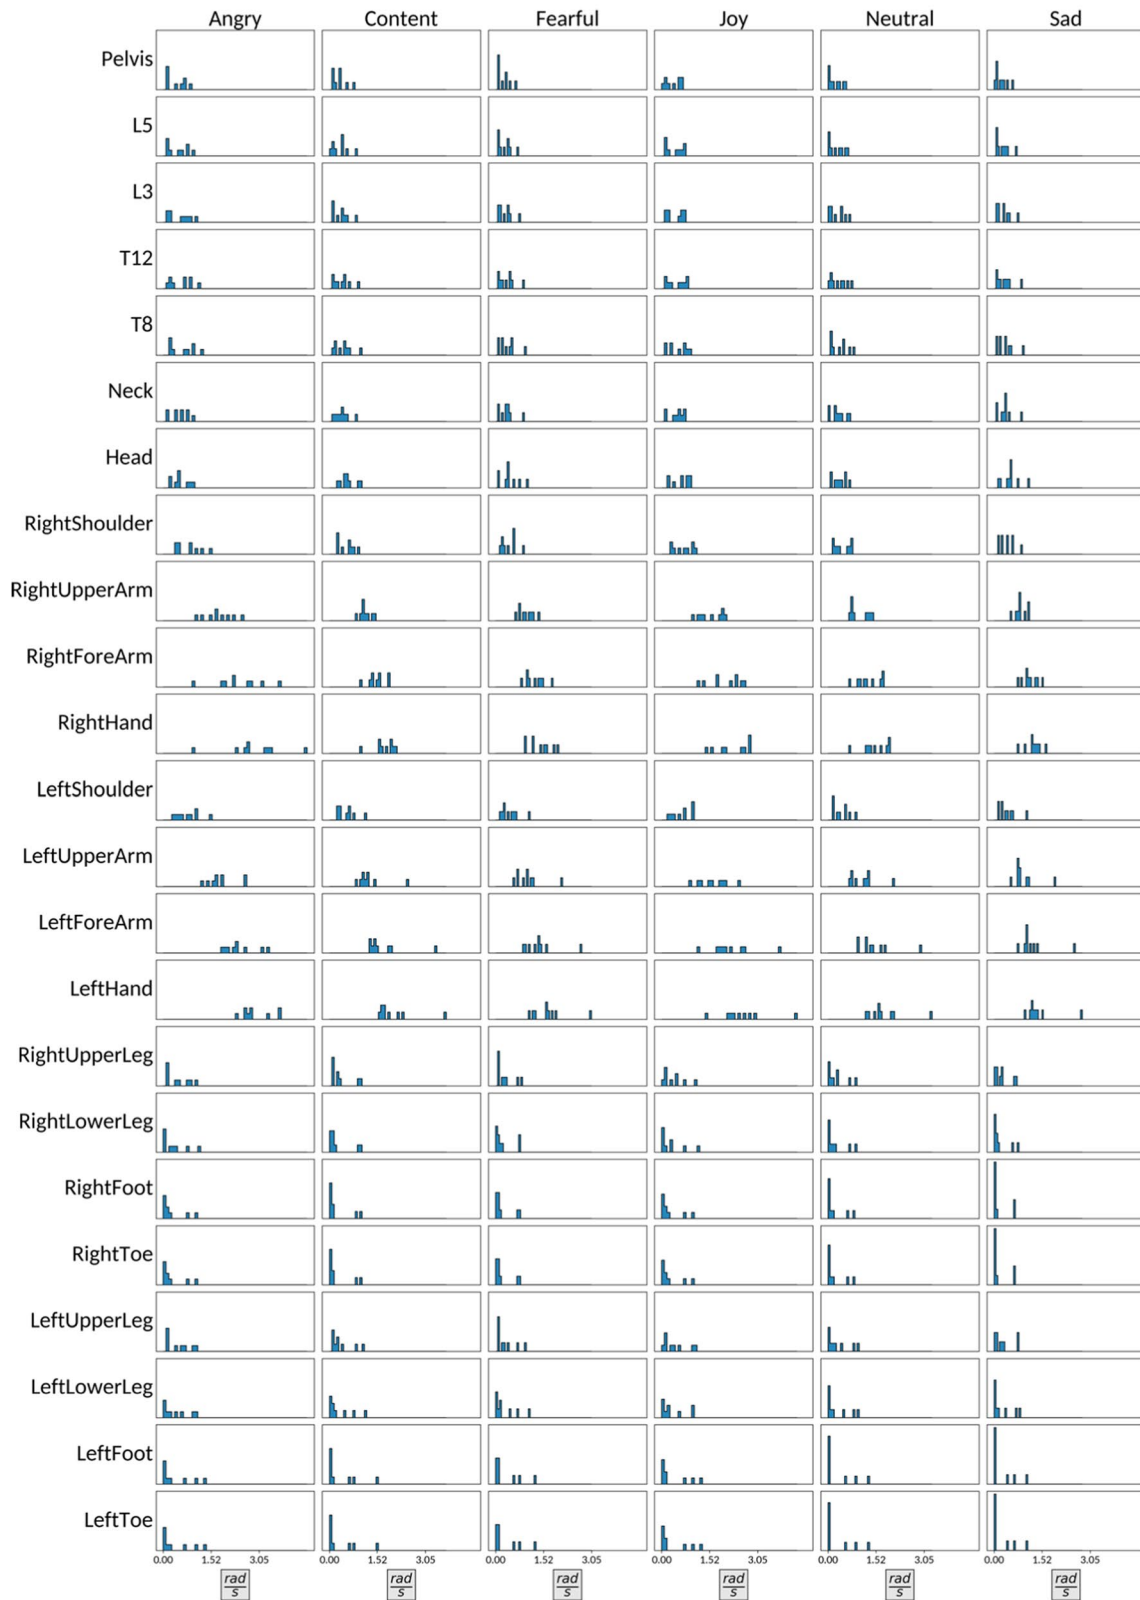 Angry Content Fearful Joy Neutral Sad
Pelvis
L5
L3
T12
T8
Neck
Head
RightShoulder
RightUpperArm
RightForeArm
RightHand
LeftShoulder
LeftUpperArm
LeftForeArm
LeftHand
RightUpperLeg
RightLowerLeg
RightFoot
RightToe
LeftUpperLeg
LeftLowerLeg
LeftFoot
LeftToe
0.00 1.52 3.05 0.00 1.52 3.05 0.00 1.52 3.05 0.00 1.52 3.05 0.00 1.52 3.05 0.00 1.52 3.05
rad rad rad rad rad rad
s s s s s s